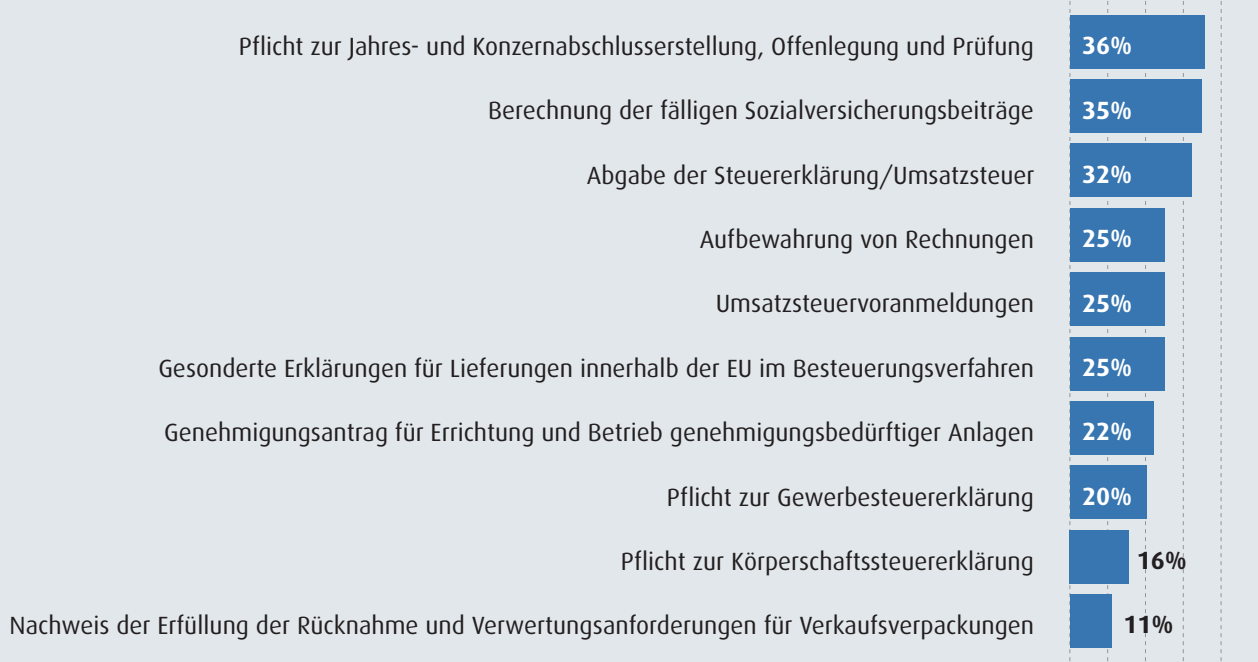 Pflicht zur Jahres- und Konzernabschlusserstellung, Offenlegung und Prüfung 36%
Berechnung der fälligen Sozialversicherungsbeiträge 35%
Abgabe der Steuererklärung/Umsatzsteuer 32%
Aufbewahrung von Rechnungen 25%
Umsatzsteuervoranmeldungen 25%
Gesonderte Erklärungen für Lieferungen innerhalb der EU im Besteuerungsverfahren 25%
Genehmigungsantrag für Errichtung und Betrieb genehmigungsbedürftiger Anlagen 22%
Pflicht zur Gewerbesteuererklärung 20%
Pflicht zur Körperschaftssteuererklärung 16%
Nachweis der Erfüllung der Rücknahme und Verwertungsanforderungen für Verkaufsverpackungen 11%